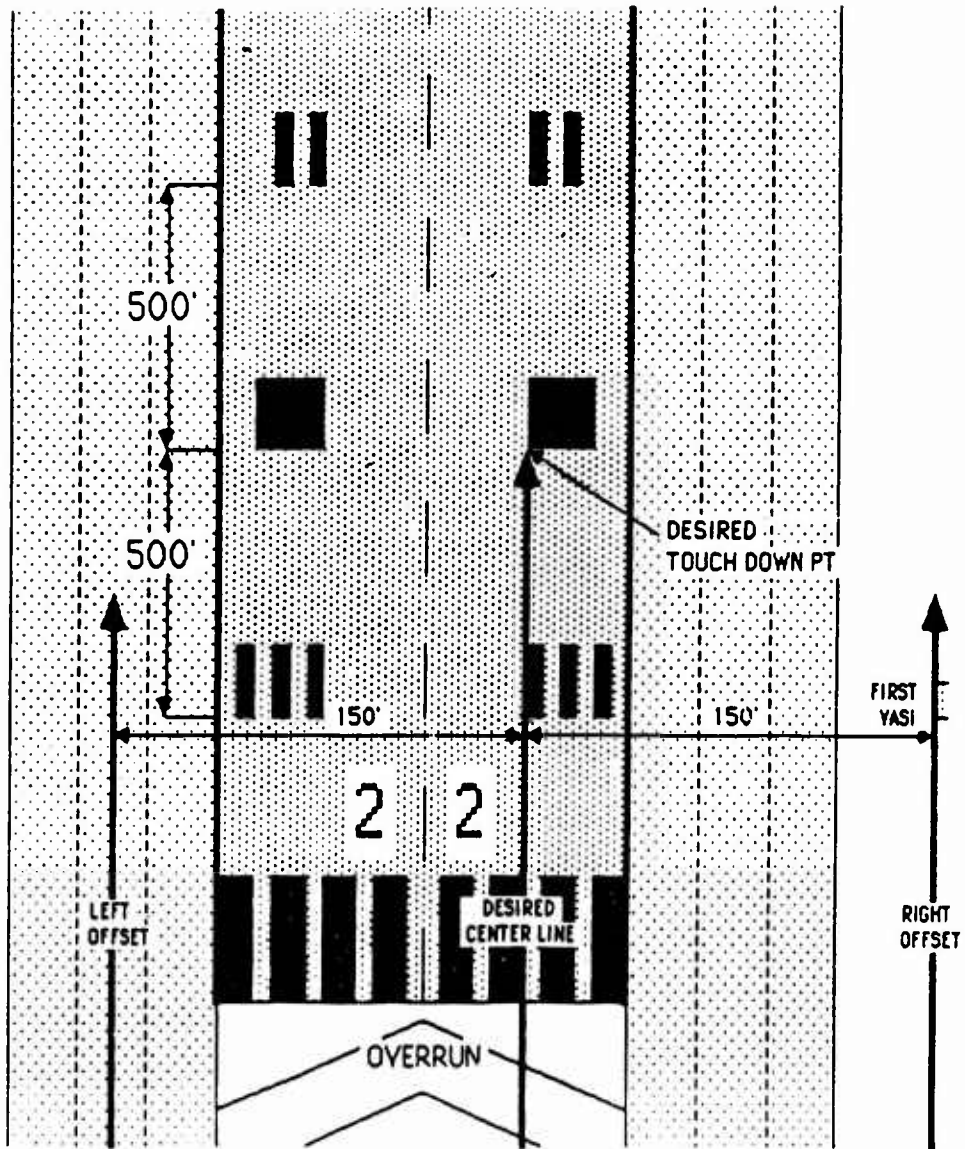 500'
500'
DESIRED
TOUCH DOWN PT
FIRST
VASI
150'
150'
2 2
LEFT
OFFSET
DESIRED
CENTER LINE
RIGHT
OFFSET
OVERRUN